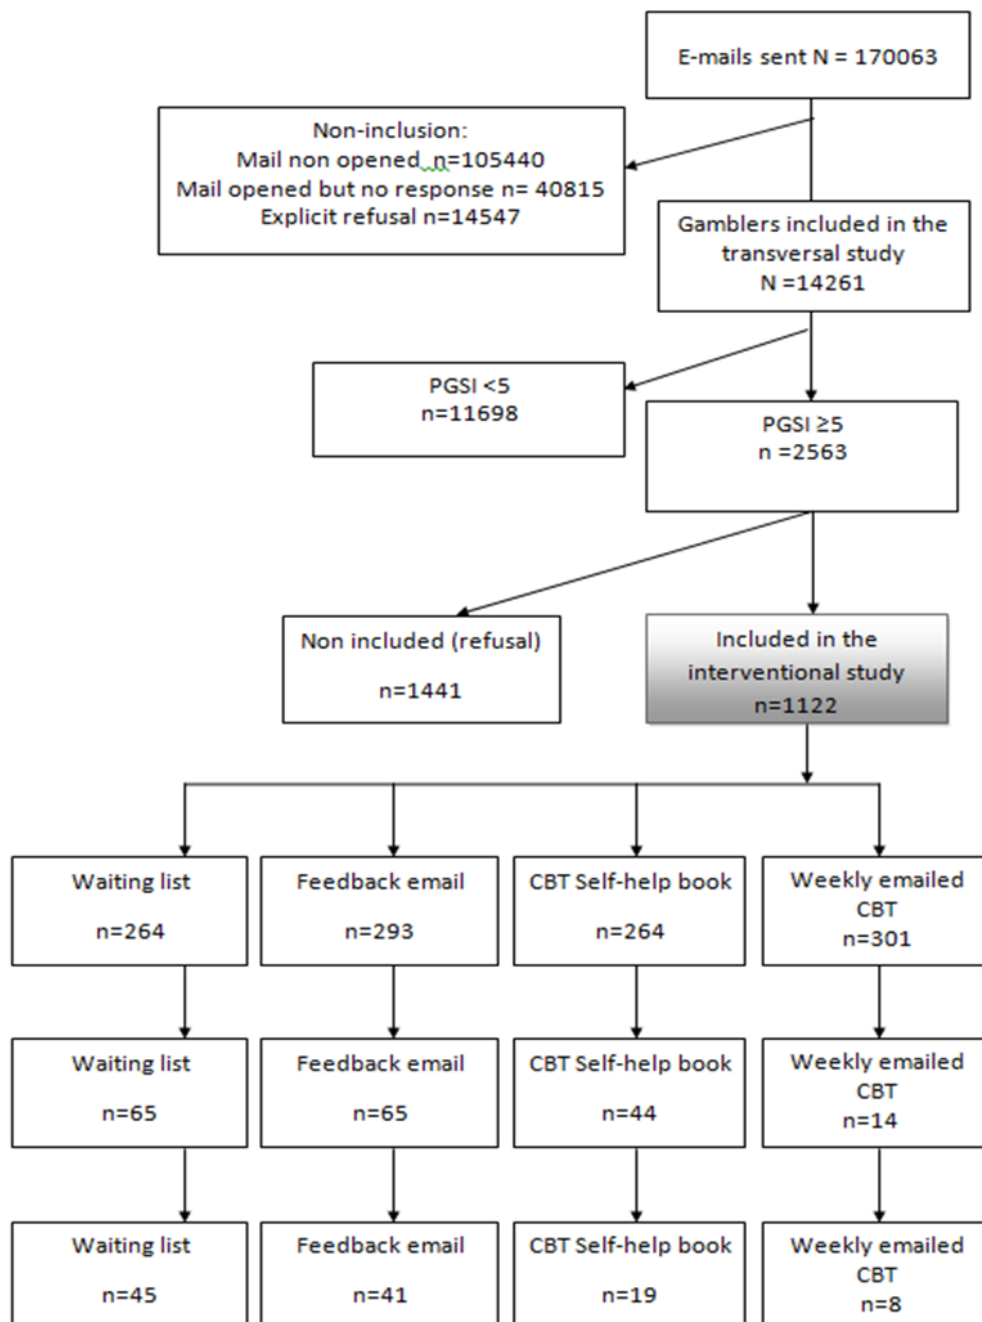 E-mails sent N = 170063
Non-inclusion:
Mail non opened n=105440
Mail opened but no response n= 40815
Explicit refusal n=14547
Gamblers included in the
transversal study
N =14261
PGSI <5
n=11698
PGSI ≥5
n =2563
Non included (refusal)
n=1441
Included in the
interventional study
n=1122
Waiting list
n=264
Feedback email
n=293
CBT Self-help book
n=264
Weekly emailed
CBT
n=301
Waiting list
n=65
Feedback email
n=65
CBT Self-help book
n=44
Weekly emailed
CBT
n=14
Waiting list
n=45
Feedback email
n=41
CBT Self-help book
n=19
Weekly emailed
CBT
n=8